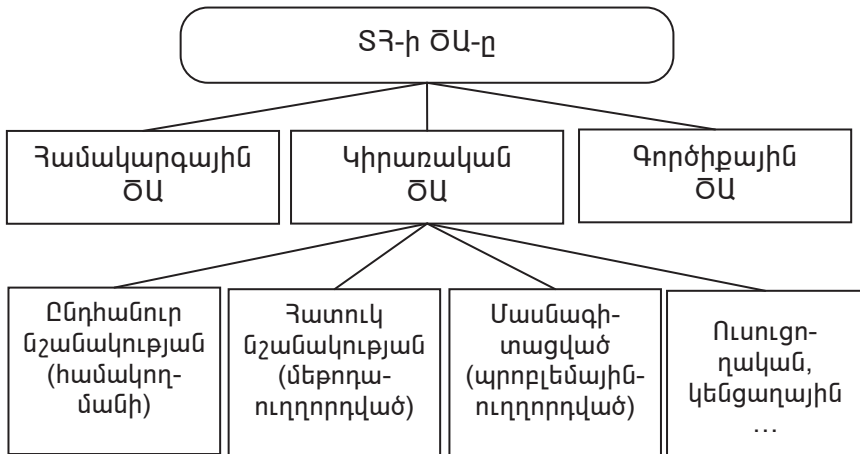 ՏՀ-ի ԾԱ-ը
Համակարգային
ԾԱ
Կիրառական
ԾԱ
Գործիքային
ԾԱ
Ընդհանուր
նշանակության
(համակող-
մանի)
Հատուկ
նշանակության
(մեթոդա-
ուղղորդված)
Մասնագի-
տացված
(պրոբլեմային-
ուղղորդված)
Ուսուցո-
ղական,
կենցաղային
…